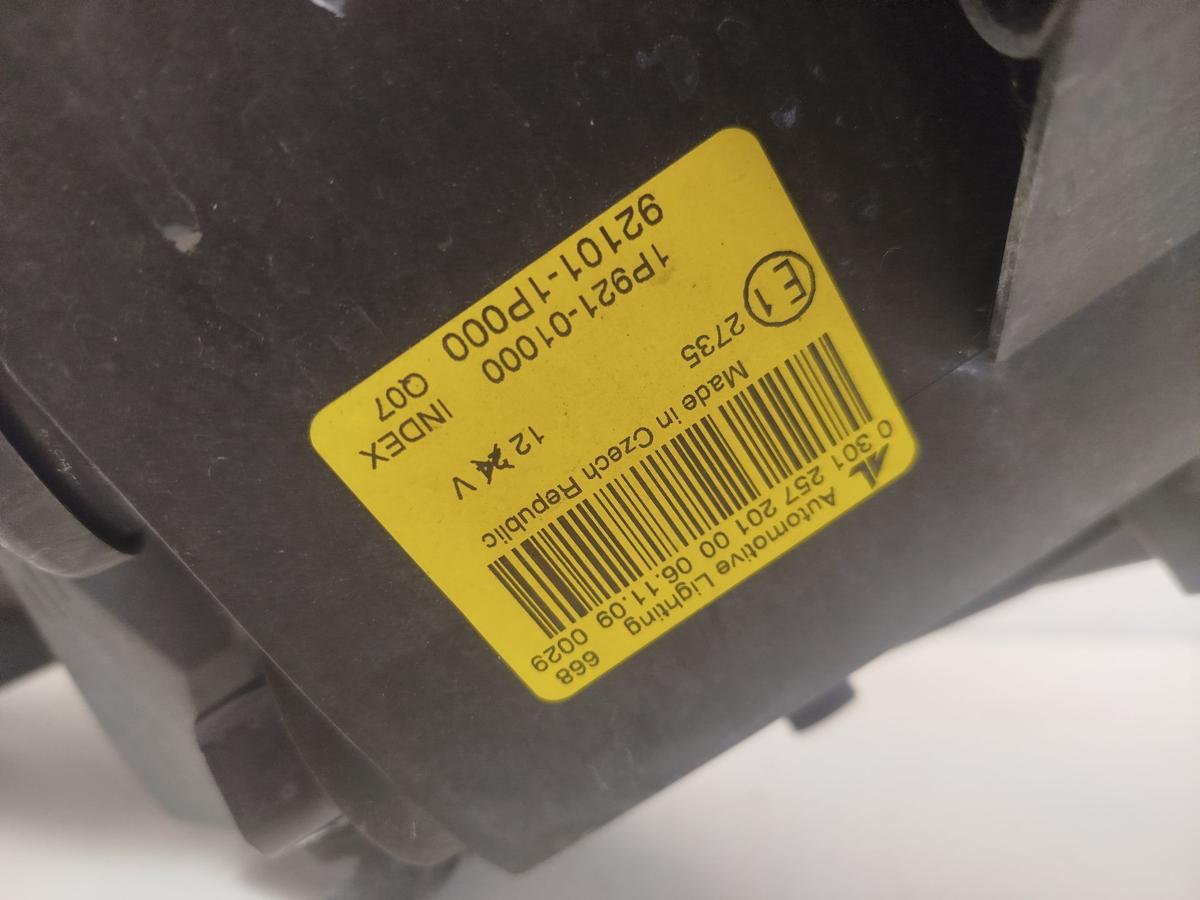 AL Automotive Lighting 668
0 301 257 201 00 06.11.09 0029
Made in Czech Republic
E1 2735 12 24 V
1P921-01000 INDEX
92101-1P000 Q07